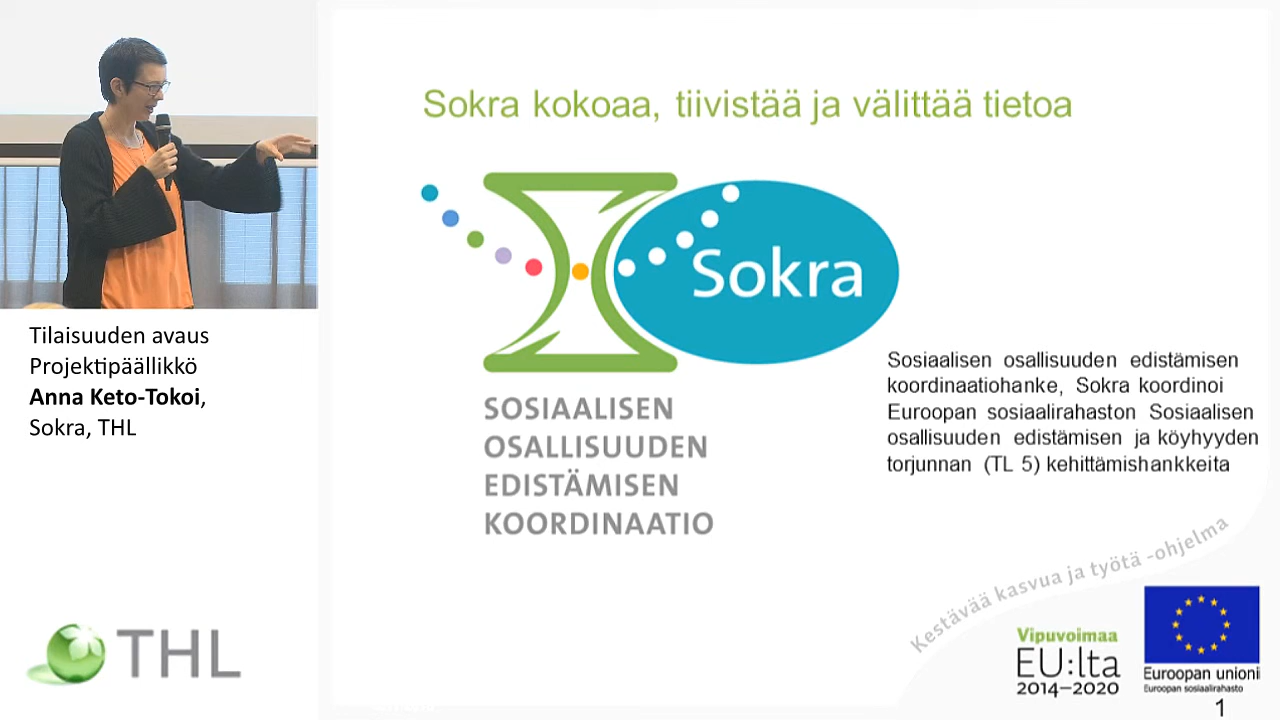 Sokra kokoaa, tiivistää ja välittää tietoa
Sokra
SOSIAALISEN
OSALLISUUDEN
EDISTÄMISEN
KOORDINAATIO
Sosiaalisen osallisuuden edistämisen
koordinaatiohanke, Sokra koordinoi
Euroopan sosiaalirahaston Sosiaalisen
osallisuuden edistämisen ja köyhyyden
torjunnan (TL 5) kehittämishankkeita
Tilaisuuden avaus
Projektipäällikkö
Anna Keto-Tokoi,
Sokra, THL
THL
Kestävää kasvua ja työtä -ohjelma
Vipuvoimaa
EU:lta
2014–2020
Euroopan unioni
Euroopan sosiaalirahasto
1